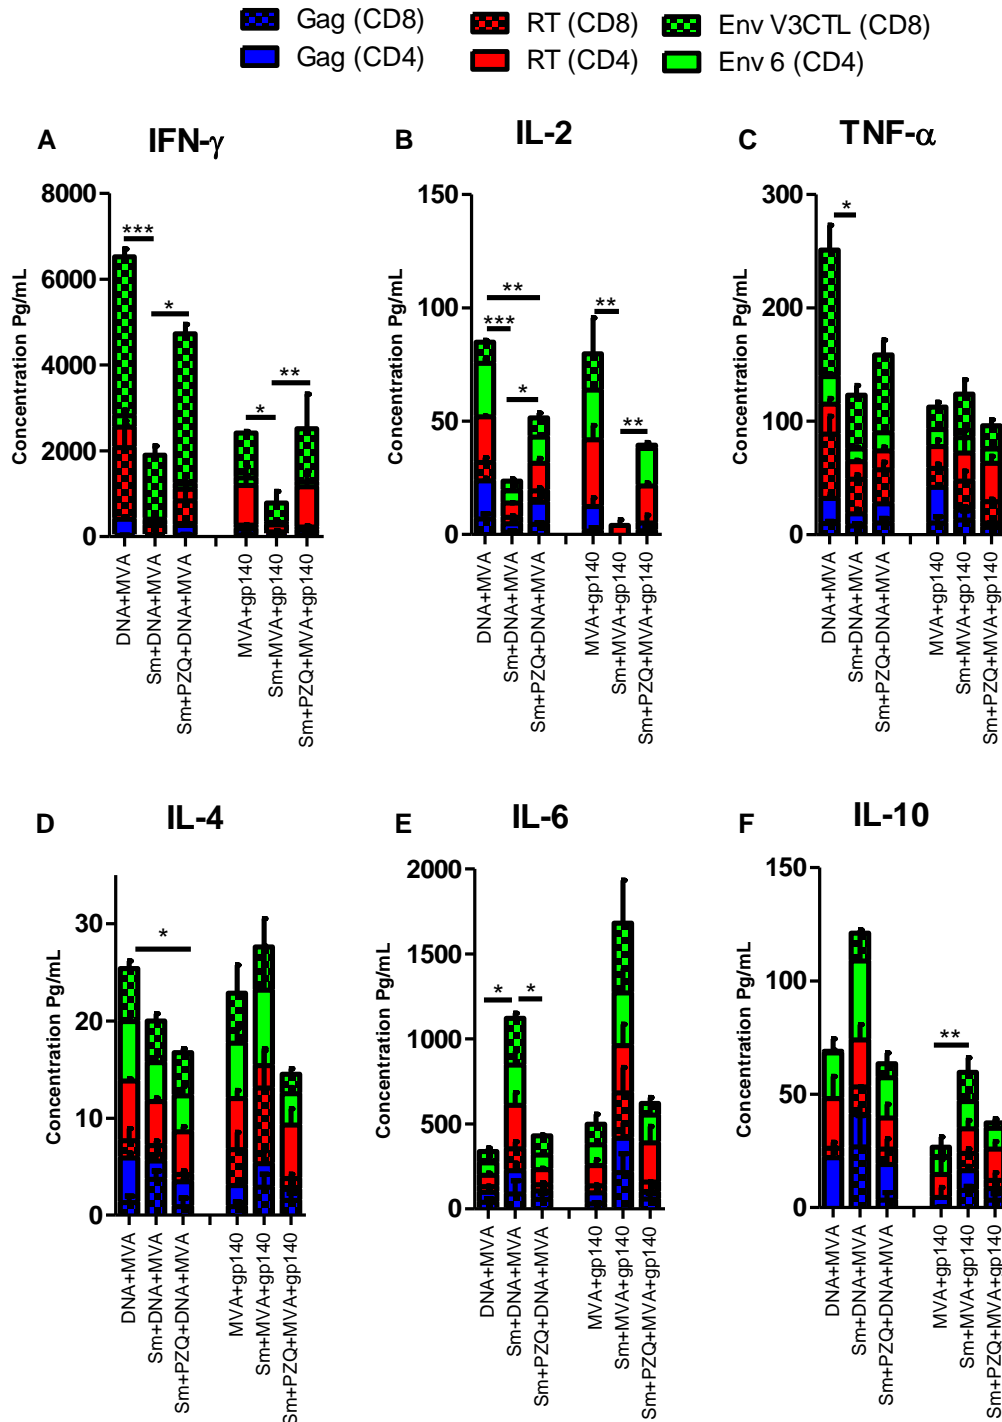 Gag (CD8) RT (CD8) Env V3CTL (CD8)
Gag (CD4) RT (CD4) Env 6 (CD4)
A IFN-γ
Concentration Pg/mL
8000
6000
4000
2000
0
***
*
*
**
DNA+MVA
Sm+DNA+MVA
Sm+PZQ+DNA+MVA
MVA+gp140
Sm+MVA+gp140
Sm+PZQ+MVA+gp140
B IL-2
Concentration Pg/mL
150
100
50
0
**
***
*
**
**
DNA+MVA
Sm+DNA+MVA
Sm+PZQ+DNA+MVA
MVA+gp140
Sm+MVA+gp140
Sm+PZQ+MVA+gp140
C TNF-α
Concentration Pg/mL
300
200
100
0
*
DNA+MVA
Sm+DNA+MVA
Sm+PZQ+DNA+MVA
MVA+gp140
Sm+MVA+gp140
Sm+PZQ+MVA+gp140
D IL-4
Concentration Pg/mL
30
20
10
0
*
DNA+MVA
Sm+DNA+MVA
Sm+PZQ+DNA+MVA
MVA+gp140
Sm+MVA+gp140
Sm+PZQ+MVA+gp140
E IL-6
Concentration Pg/mL
2000
1500
1000
500
0
*
*
DNA+MVA
Sm+DNA+MVA
Sm+PZQ+DNA+MVA
MVA+gp140
Sm+MVA+gp140
Sm+PZQ+MVA+gp140
F IL-10
Concentration Pg/mL
150
100
50
0
**
DNA+MVA
Sm+DNA+MVA
Sm+PZQ+DNA+MVA
MVA+gp140
Sm+MVA+gp140
Sm+PZQ+MVA+gp140